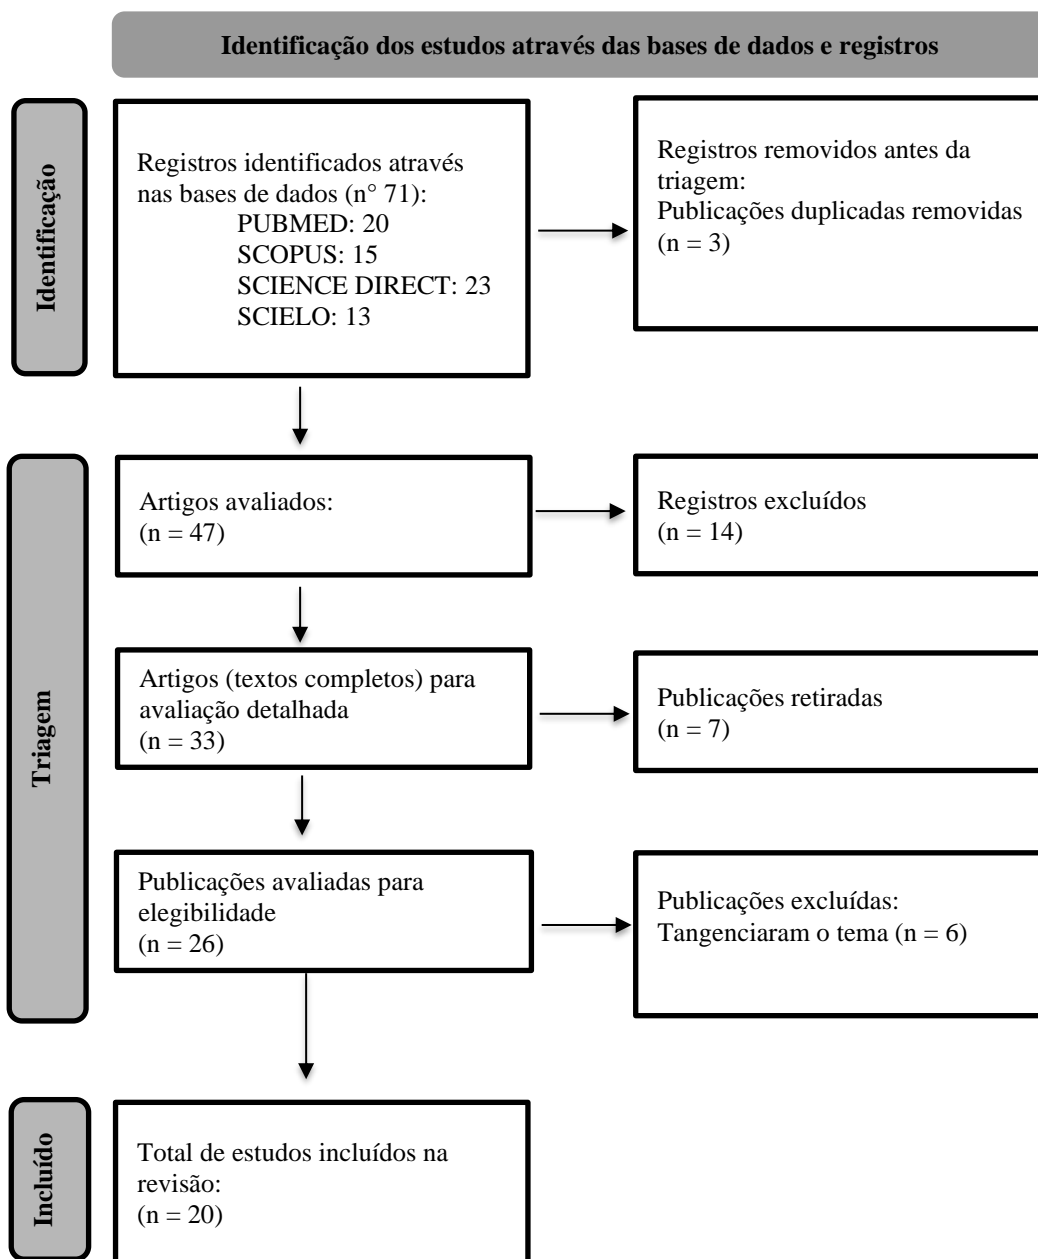 Identificação dos estudos através das bases de dados e registros
Identificação
Registros identificados através
nas bases de dados (n° 71):
PUBMED: 20
SCOPUS: 15
SCIENCE DIRECT: 23
SCIELO: 13
Registros removidos antes da
triagem:
Publicações duplicadas removidas
(n = 3)
Triagem
Artigos avaliados:
(n = 47)
Registros excluídos
(n = 14)
Artigos (textos completos) para
avaliação detalhada
(n = 33)
Publicações retiradas
(n = 7)
Publicações avaliadas para
elegibilidade
(n = 26)
Publicações excluídas:
Tangenciaram o tema (n = 6)
Incluído
Total de estudos incluídos na
revisão:
(n = 20)